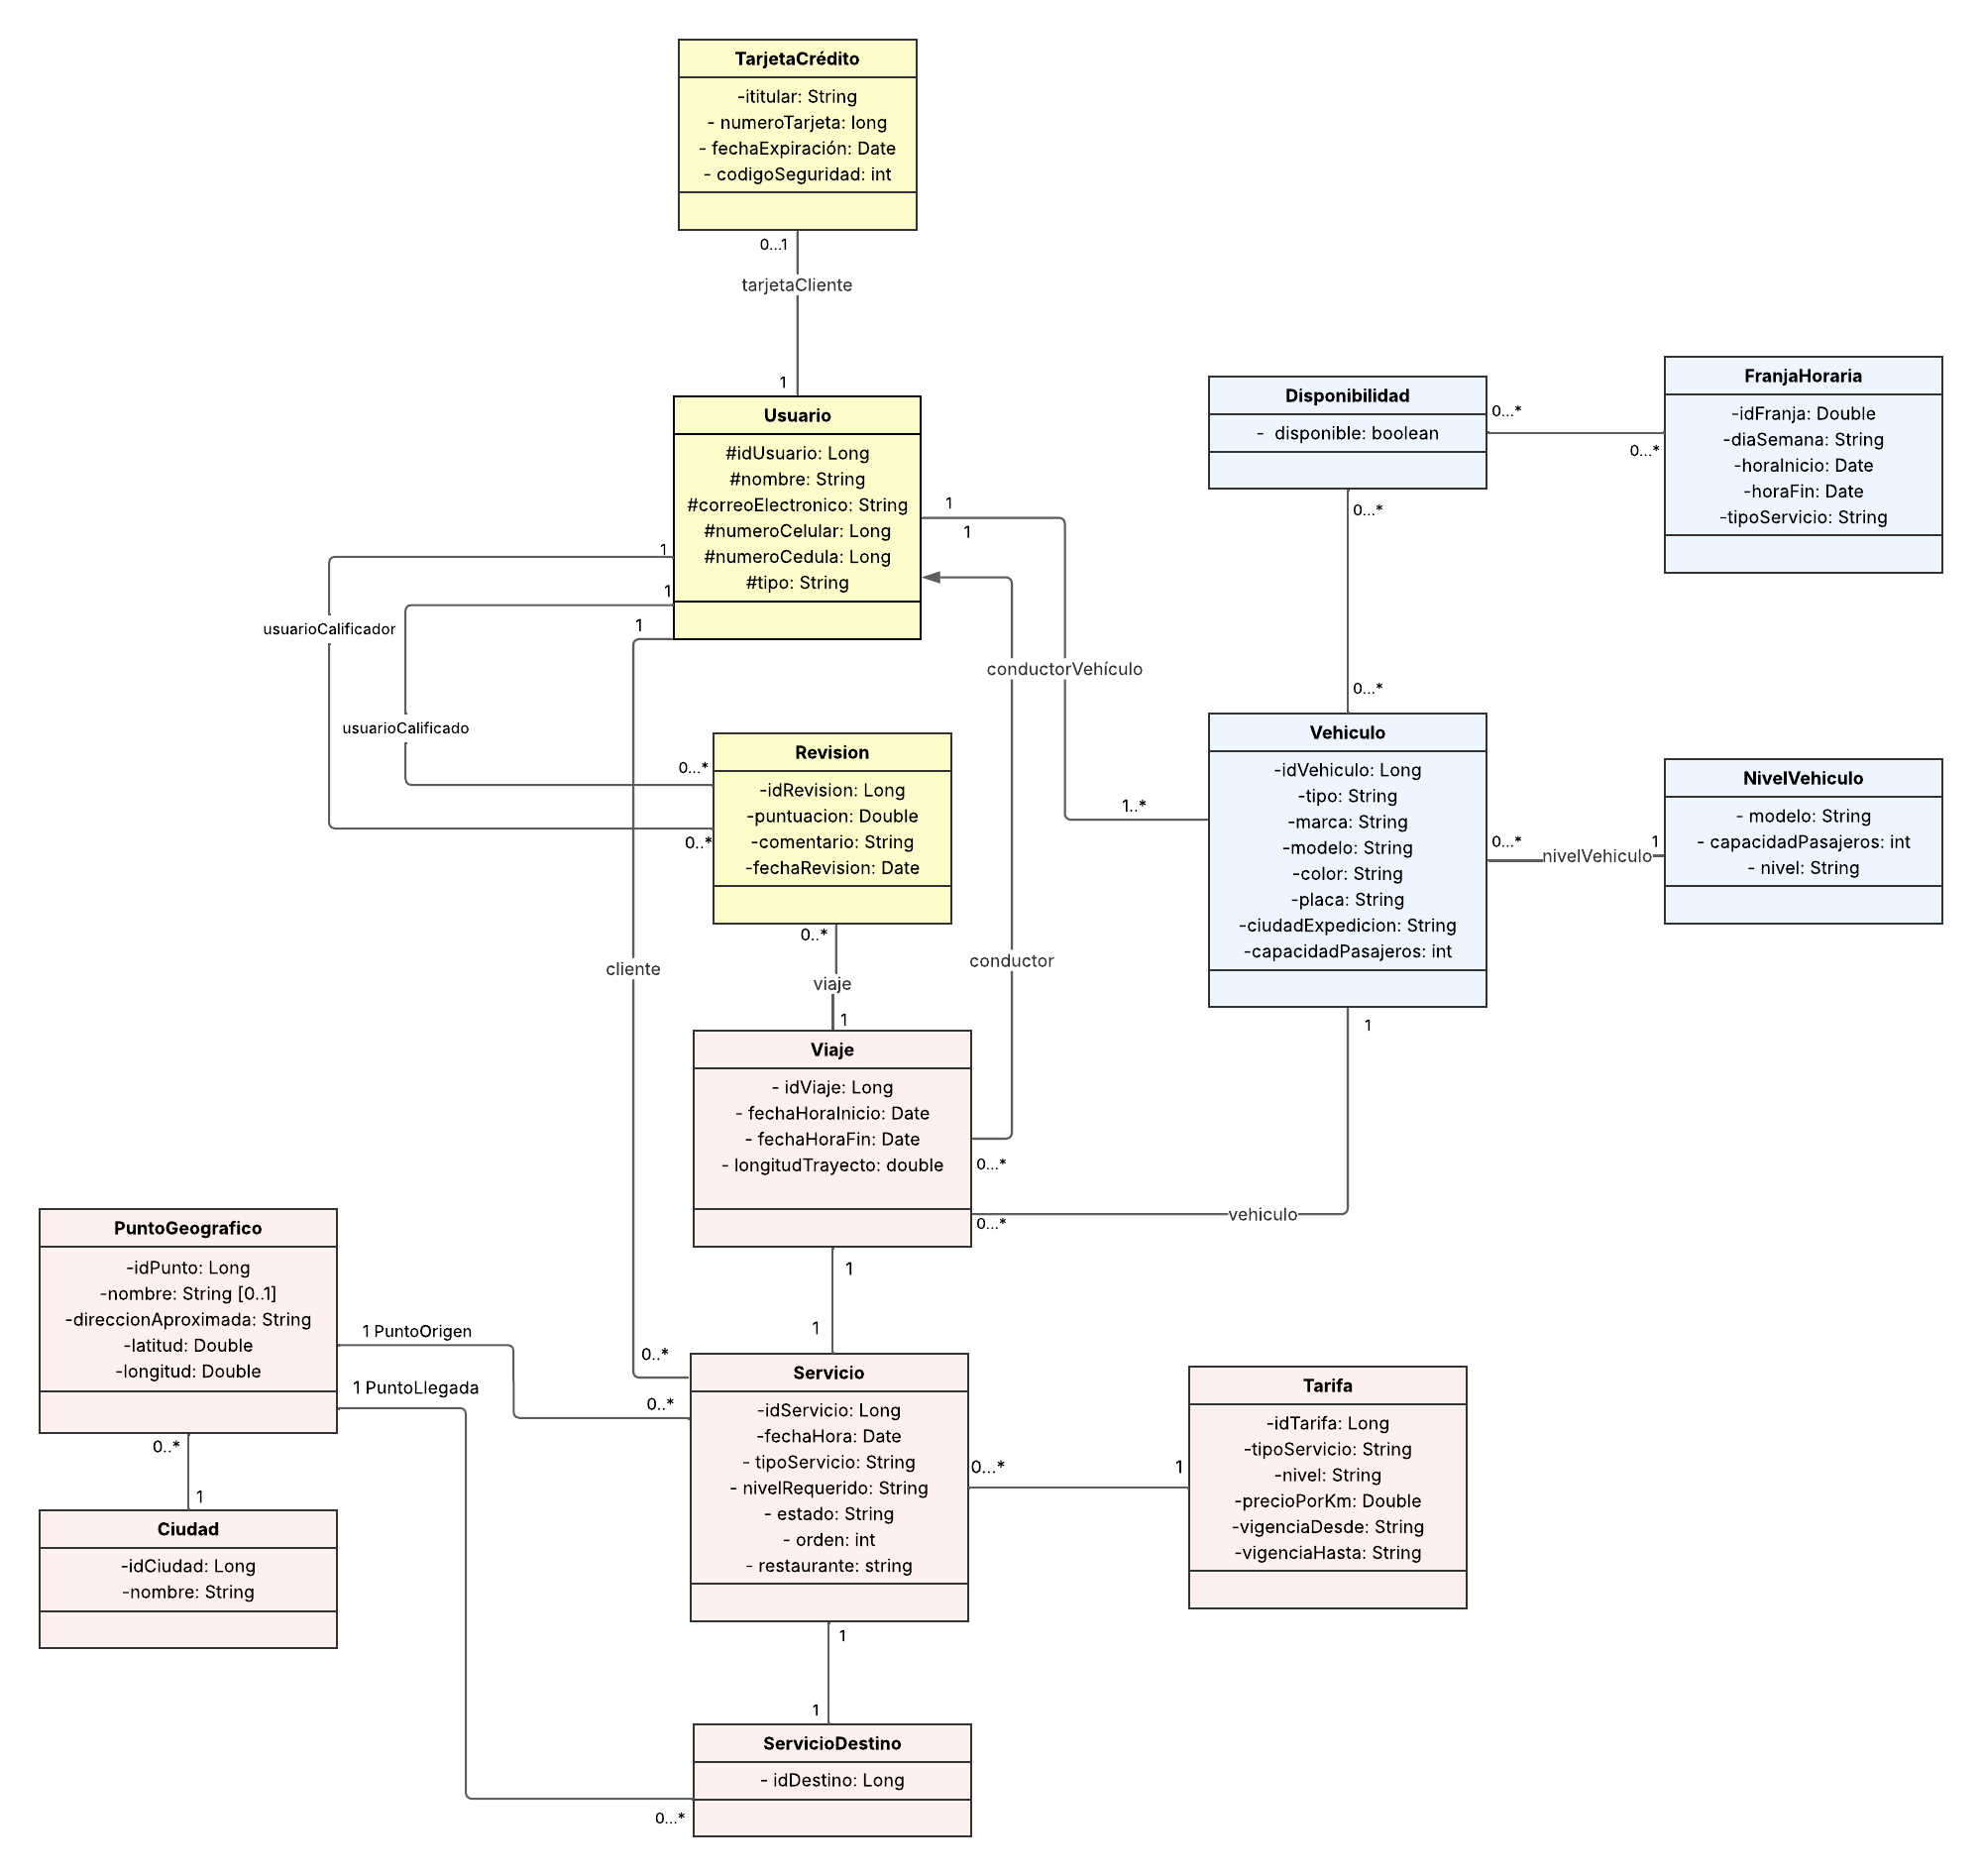 TarjetaCrédito
-ititular: String
- numeroTarjeta: long
- fechaExpiración: Date
- codigoSeguridad: int
0...1
tarjetaCliente
1
Usuario
#idUsuario: Long
#nombre: String
#correoElectronico: String
#numeroCelular: Long
#numeroCedula: Long
#tipo: String
1
1
1
1
1
usuarioCalificador
usuarioCalificado
conductorVehículo
Disponibilidad
- disponible: boolean
0...*
0...*
FranjaHoraria
-idFranja: Double
-diaSemana: String
-horaInicio: Date
-horaFin: Date
-tipoServicio: String
0...*
0...*
Vehiculo
-idVehiculo: Long
-tipo: String
-marca: String
-modelo: String
-color: String
-placa: String
-ciudadExpedicion: String
-capacidadPasajeros: int
1..*
0...*
nivelVehiculo
1
NivelVehiculo
- modelo: String
- capacidadPasajeros: int
- nivel: String
1
0...*
0..*
Revision
-idRevision: Long
-puntuacion: Double
-comentario: String
-fechaRevision: Date
0..*
viaje
1
cliente
conductor
Viaje
- idViaje: Long
- fechaHoraInicio: Date
- fechaHoraFin: Date
- longitudTrayecto: double
0...*
0...*
vehiculo
1
1
PuntoGeografico
-idPunto: Long
-nombre: String [0..1]
-direccionAproximada: String
-latitud: Double
-longitud: Double
1 PuntoOrigen
1 PuntoLlegada
0..*
1
Ciudad
-idCiudad: Long
-nombre: String
0..*
0..*
Servicio
-idServicio: Long
-fechaHora: Date
- tipoServicio: String
- nivelRequerido: String
- estado: String
- orden: int
- restaurante: string
0...*
1
Tarifa
-idTarifa: Long
-tipoServicio: String
-nivel: String
-precioPorKm: Double
-vigenciaDesde: String
-vigenciaHasta: String
1
1
ServicioDestino
- idDestino: Long
0...*